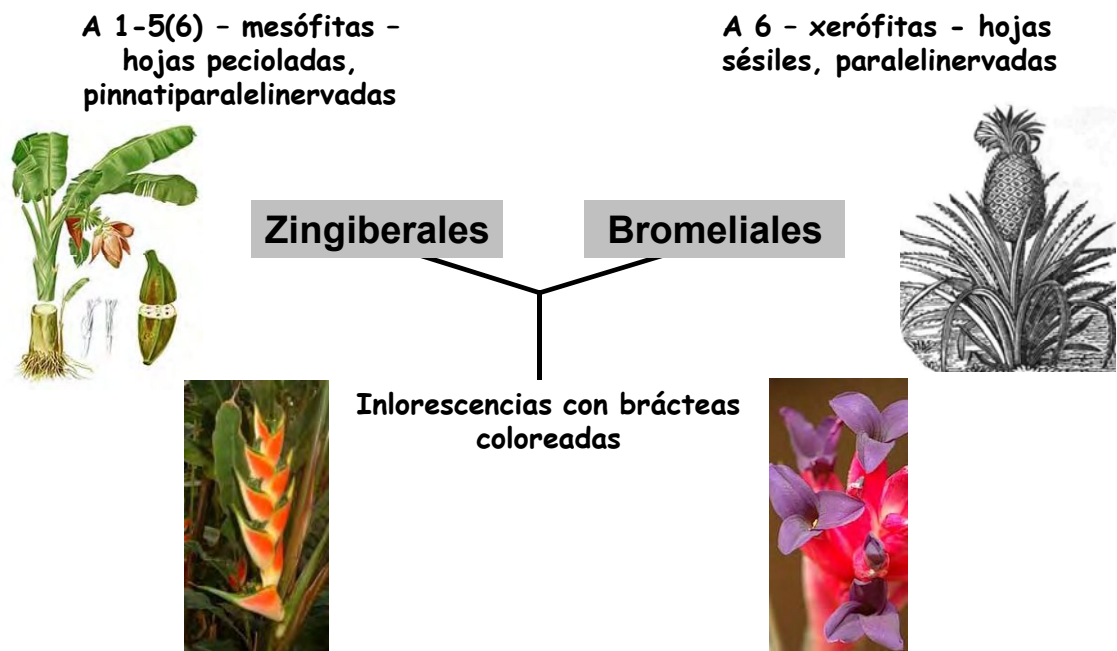 A 1-5(6) – mesófitas –
hojas pecioladas,
pinnatiparalelinervadas
A 6 – xerófitas - hojas
sésiles, paralelinervadas
Zingiberales
Bromeliales
Inlorescencias con brácteas
coloreadas